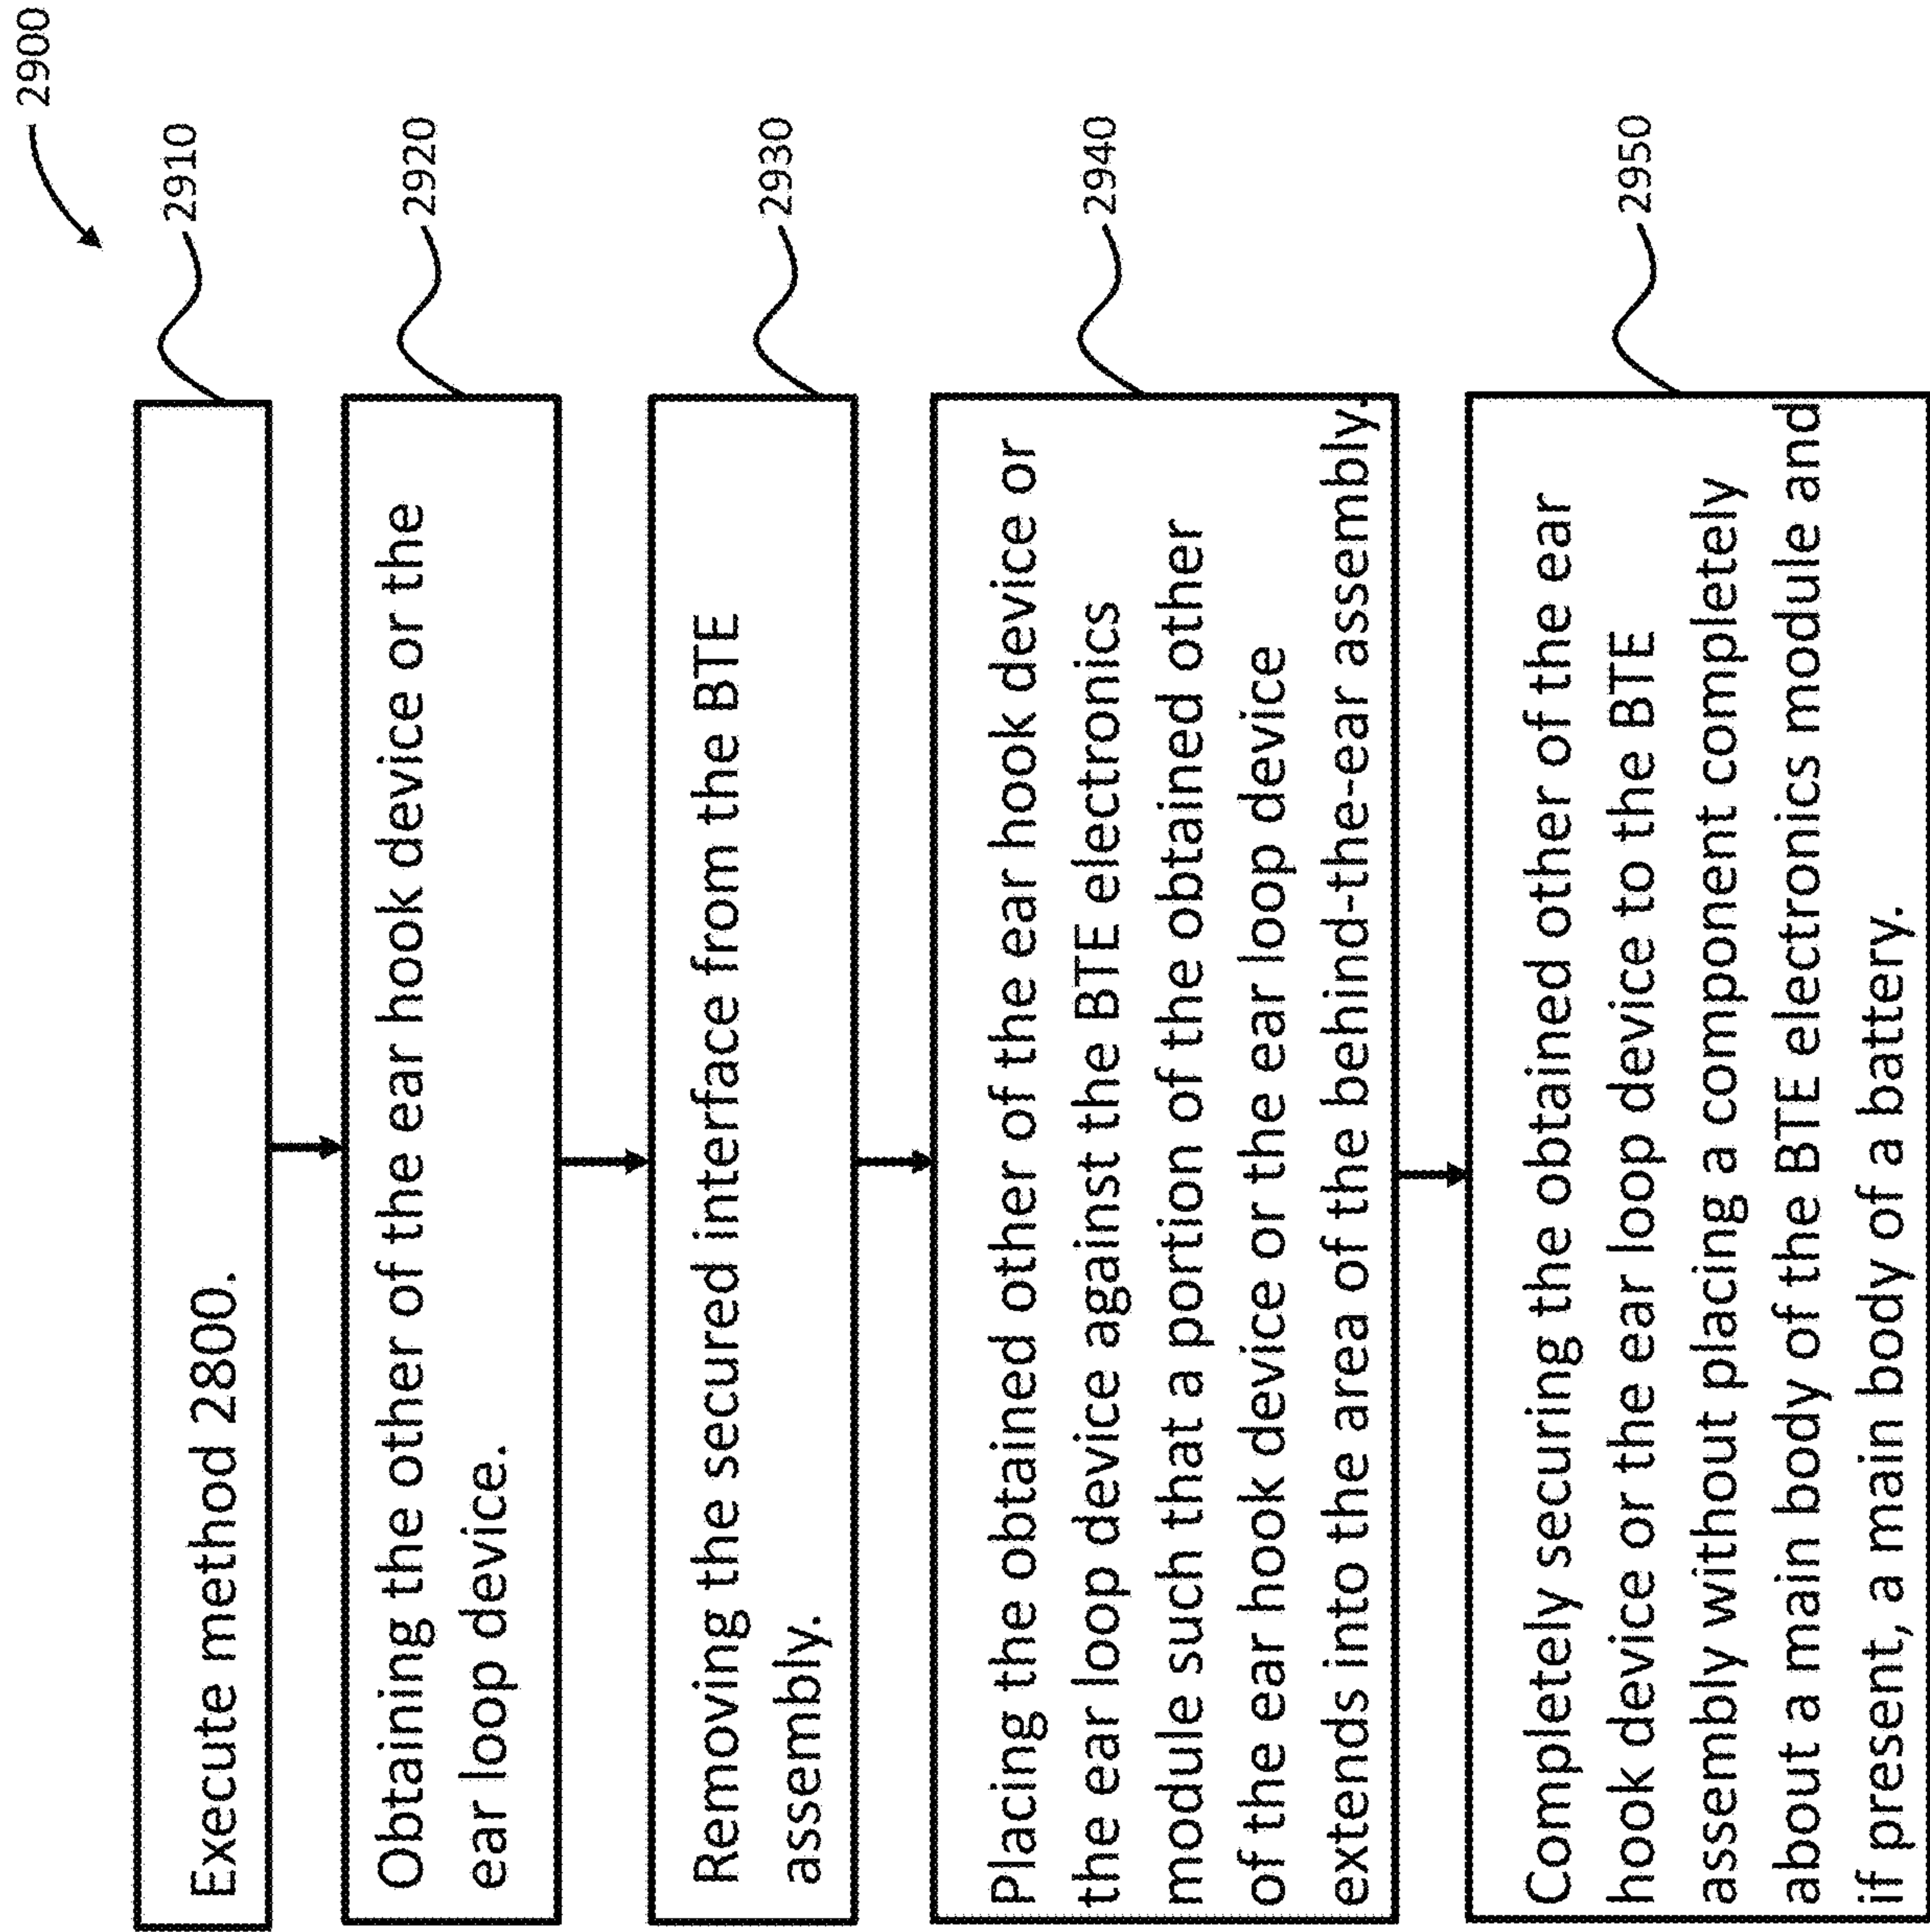 2900
2910
Execute method 2800.
2920
Obtaining the other of the ear hook device or the
ear loop device.
2930
Removing the secured interface from the BTE
assembly.
2940
Placing the obtained other of the ear hook device or
the ear loop device against the BTE electronics
module such that a portion of the obtained other
of the ear hook device or the ear loop device
extends into the area of the behind-the-ear assembly.
2950
Completely securing the obtained other of the ear
hook device or the ear loop device to the BTE
assembly without placing a component completely
about a main body of the BTE electronics module and
if present, a main body of a battery.